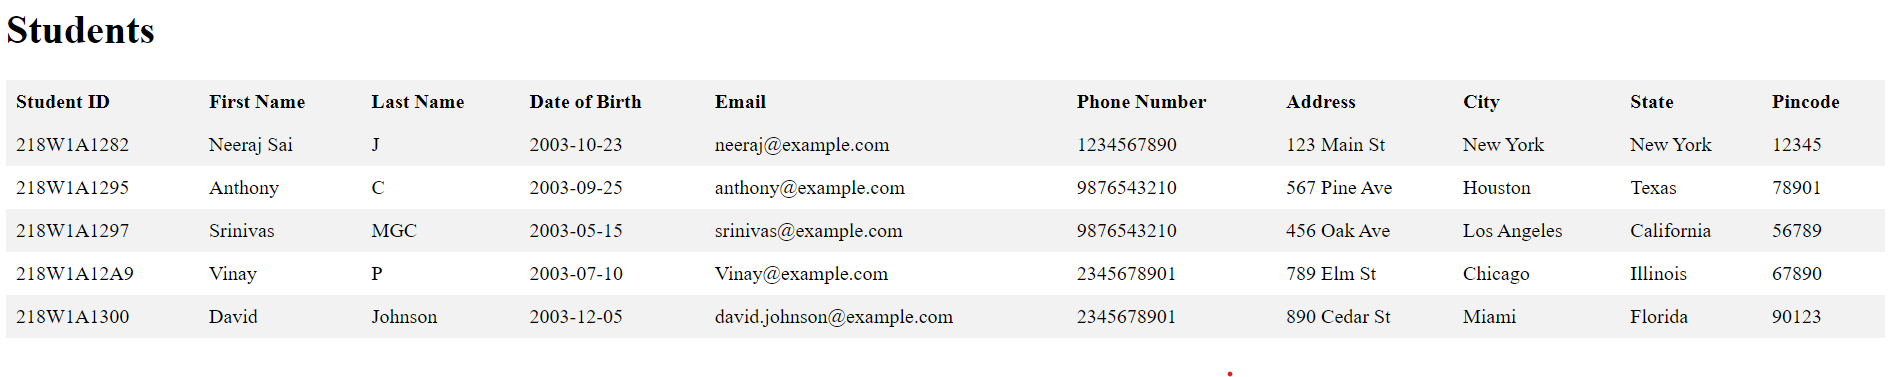 Students
Student ID First Name Last Name Date of Birth Email Phone Number Address City State Pincode
218W1A1282 Neeraj Sai J 2003-10-23 neeraj@example.com 1234567890 123 Main St New York New York 12345
218W1A1295 Anthony C 2003-09-25 anthony@example.com 9876543210 567 Pine Ave Houston Texas 78901
218W1A1297 Srinivas MGC 2003-05-15 srinivas@example.com 9876543210 456 Oak Ave Los Angeles California 56789
218W1A12A9 Vinay P 2003-07-10 Vinay@example.com 2345678901 789 Elm St Chicago Illinois 67890
218W1A1300 David Johnson 2003-12-05 david.johnson@example.com 2345678901 890 Cedar St Miami Florida 90123